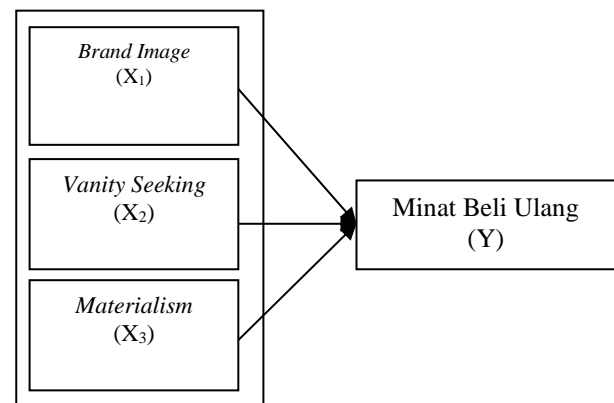 Brand Image
(X₁)
Vanity Seeking
(X₂)
Materialism
(X₃)
Minat Beli Ulang
(Y)